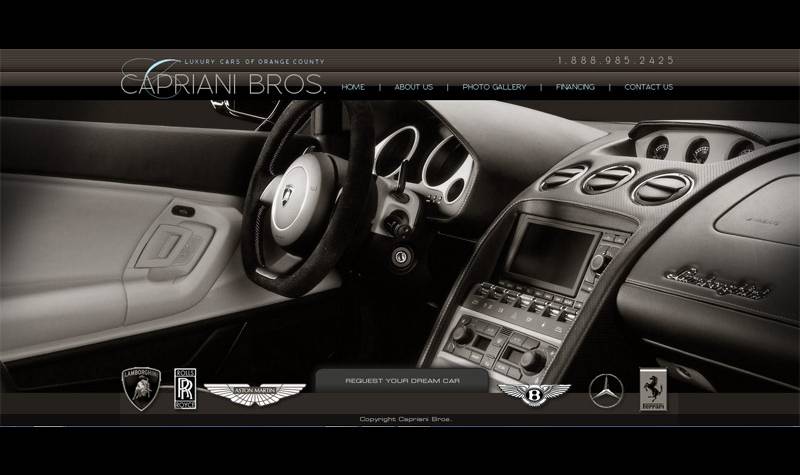 LUXURY CARS OF ORANGE COUNTY
1.888.985.2425
CAPRIANI BROS.
HOME | ABOUT US | PHOTO GALLERY | FINANCING | CONTACT US
Lamborghini
LAMBORGHINI
ROLLS
RR
ROYCE
ASTON MARTIN
REQUEST YOUR DREAM CAR
B
Ferrari
Copyright Capriani Bros.